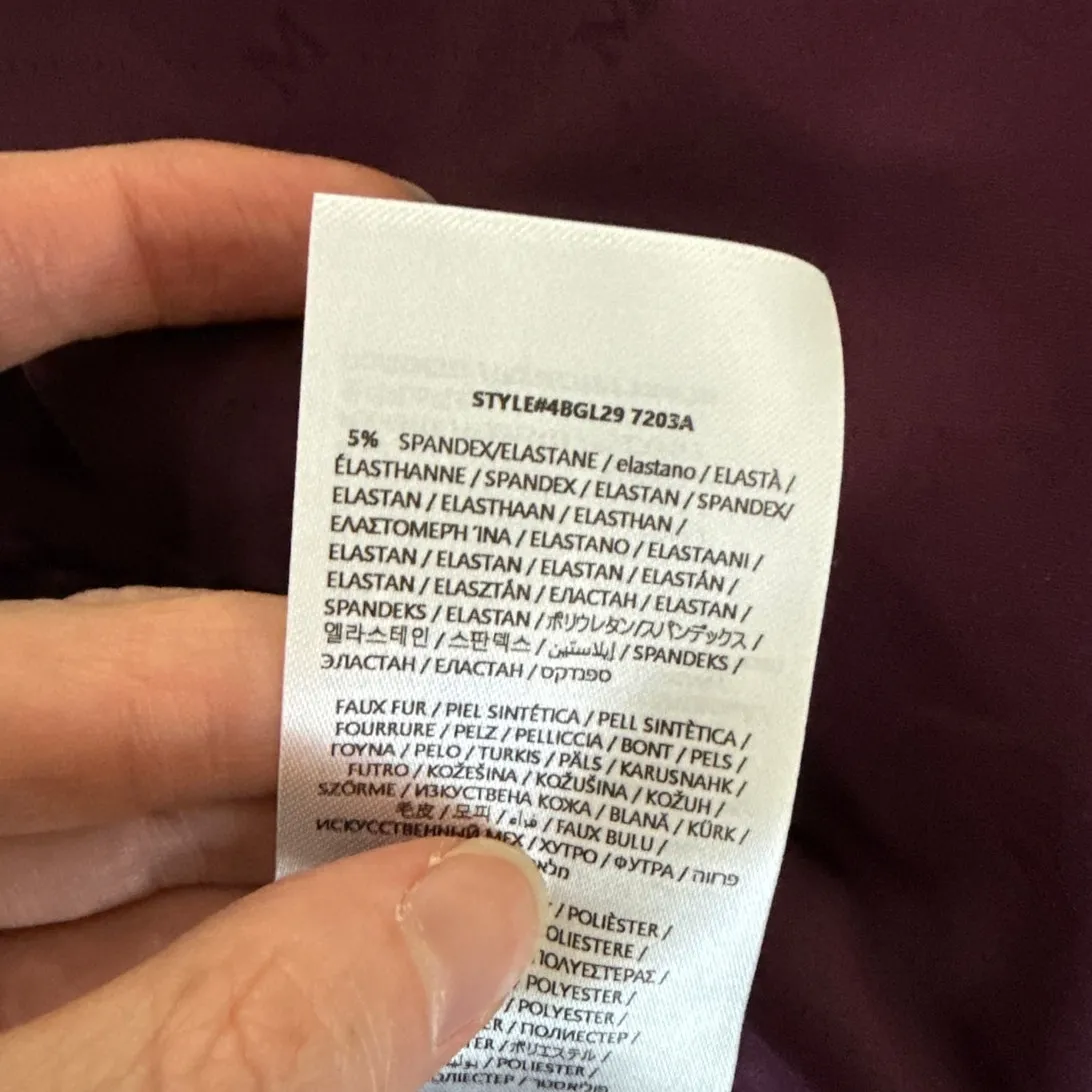 STYLE#4BGL29 7203A
5% SPANDEX/ELASTANE / elastano / ELASTÀ /
ÉLASTHANNE / SPANDEX / ELASTAN / SPANDEX/
ELASTAN / ELASTHAAN / ELASTHAN /
ΕΛΑΣΤΟΜΕΡΉ ΊΝΑ / ELASTANO / ELASTAANI /
ELASTAN / ELASTAN / ELASTAN / ELASTÁN /
ELASTAN / ELASZTÁN / ЕЛАСТАН / ELASTAN /
SPANDEKS / ELASTAN /ポリウレタン/スパンデックス /
엘라스테인 / 스판덱스 / إيلاستين / SPANDEKS /
ЭЛАСТАН / ЕЛАСТАН / ספנדקס
FAUX FUR / PIEL SINTÉTICA / PELL SINTÈTICA /
FOURRURE / PELZ / PELLICCIA / BONT / PELS /
ΓΟΥΝΑ / PELO / TURKIS / PÄLS / KARUSNAHK /
FUTRO / KOŽEŠINA / KOŽUŠINA / KOŽUH /
SZŐRME / ИЗКУСТВЕНА КОЖА / BLANĂ / KÜRK /
毛皮 / 모피 / فراء / FAUX BULU /
ИСКУССТВЕННЫЙ МЕХ / ХУТРО / ФУТРА / פרווה
/ POLIÈSTER /
OLIESTERE /
ΠΟΛΥΕΣΤΕΡΑΣ /
POLYESTER /
/ POLYESTER /
/ ПОЛИЕСТЕР /
/ ポリエステル /
/ POLIESTER /
פוליאסטר